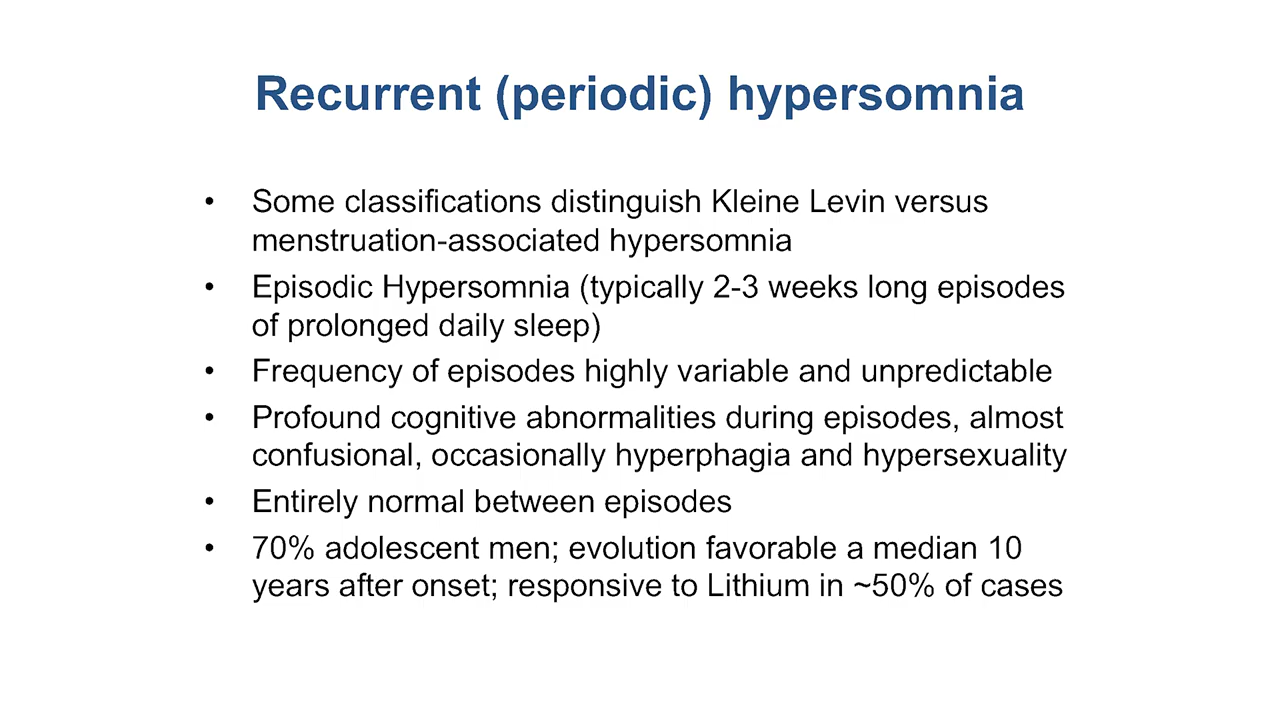 Recurrent (periodic) hypersomnia
• Some classifications distinguish Kleine Levin versus
menstruation-associated hypersomnia
• Episodic Hypersomnia (typically 2-3 weeks long episodes
of prolonged daily sleep)
• Frequency of episodes highly variable and unpredictable
• Profound cognitive abnormalities during episodes, almost
confusional, occasionally hyperphagia and hypersexuality
• Entirely normal between episodes
• 70% adolescent men; evolution favorable a median 10
years after onset; responsive to Lithium in ~50% of cases